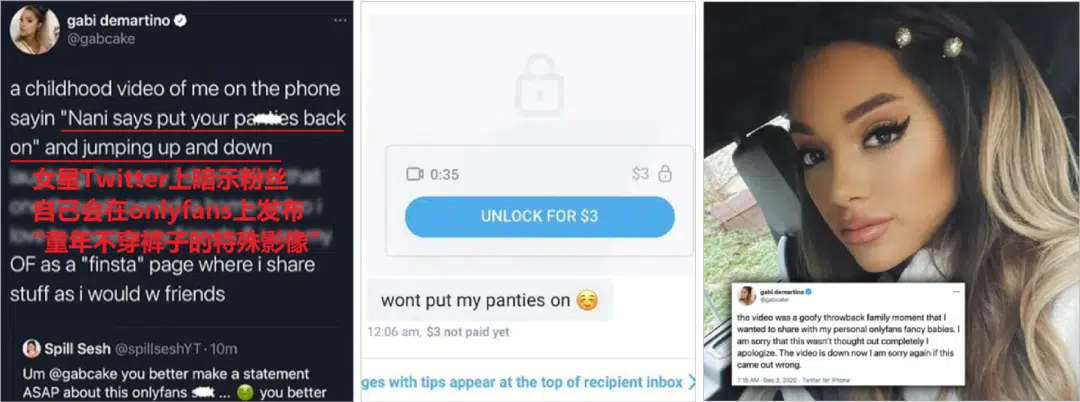 gabi demartino
@gabcake
a childhood video of me on the phone
sayin "Nani says put your panties back
on" and jumping up and down
女星Twitter上暗示粉丝
自己会在onlyfans上发布
"童年不穿裤子的特殊影像"
OF as a "finsta" page where i share
stuff as i would w friends
Spill Sesh @spillseshYT · 10m
Um @gabcake you better make a statement
ASAP about this onlyfans ... 🤢 you better
0:35
$3
UNLOCK FOR $3
wont put my panties on ☺️
12:06 am, $3 not paid yet
ges with tips appear at the top of recipient inbox
gabi demartino
@gabcake
the video was a goofy throwback family moment that I
wanted to share with my personal onlyfans fancy babies. I
am sorry that this wasn't thought out completely I
apologize. The video is down now I am sorry again if this
came out wrong.
7:18 AM · Dec 3, 2020 · Twitter for iPhone